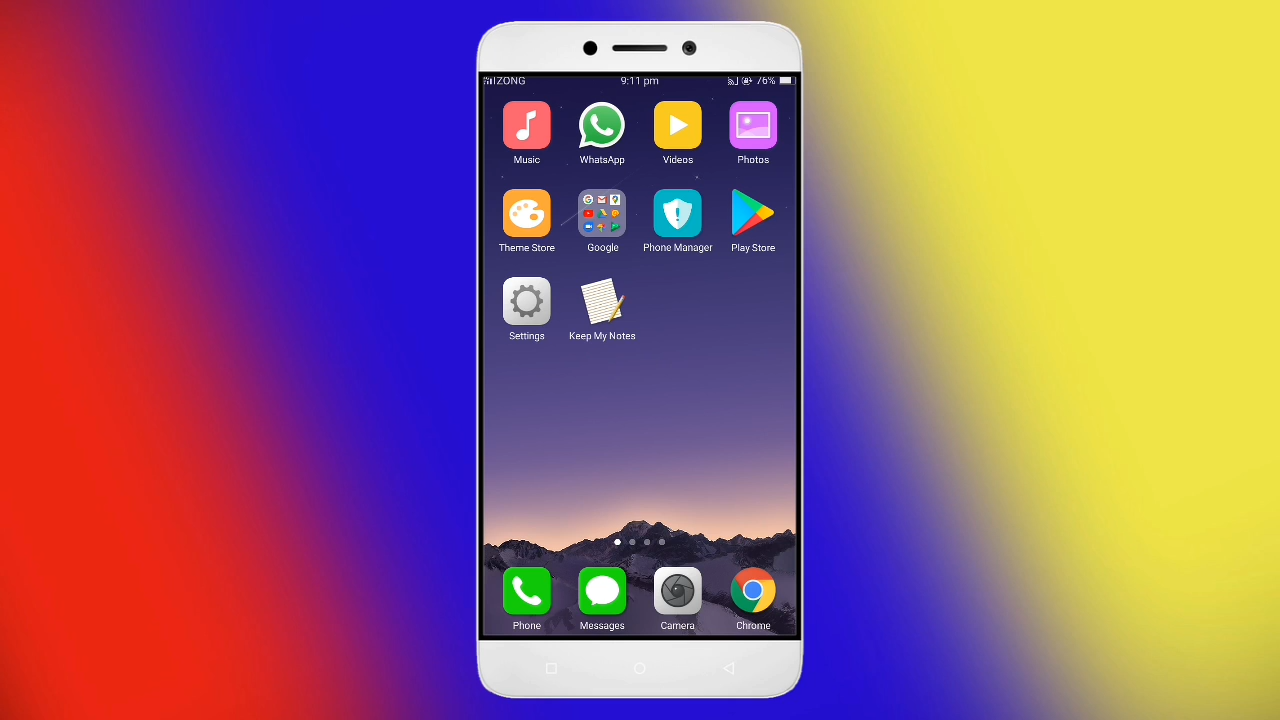 ZONG 9:11 pm 76%
Music WhatsApp Videos Photos
Theme Store Google Phone Manager Play Store
Settings Keep My Notes
Phone Messages Camera Chrome